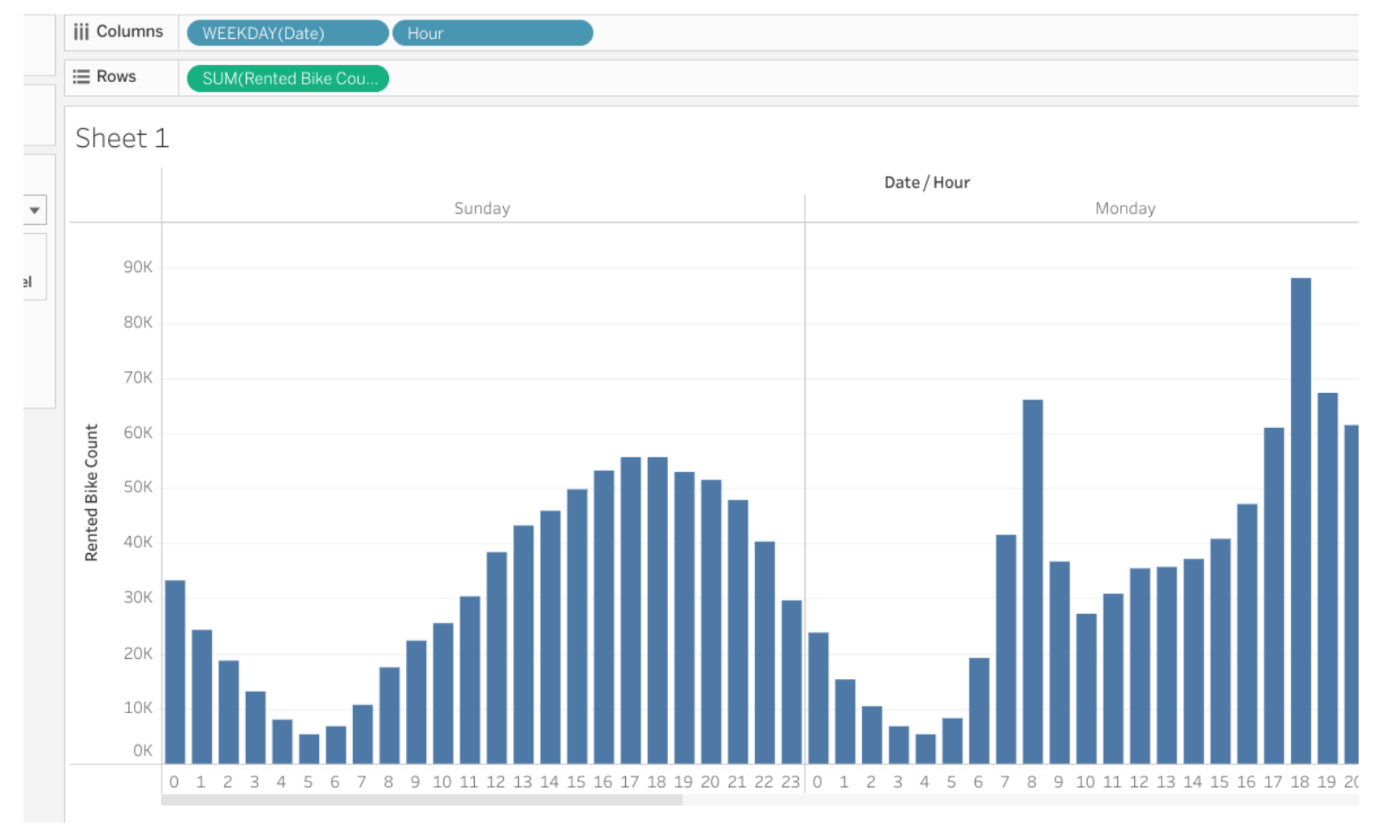 Columns WEEKDAY(Date) Hour
Rows SUM(Rented Bike Cou...
Sheet 1
Date / Hour
Sunday Monday
90K
el
80K
70K
60K
50K
40K
30K
20K
10K
0K
Rented Bike Count
0 1 2 3 4 5 6 7 8 9 10 11 12 13 14 15 16 17 18 19 20 21 22 23 0 1 2 3 4 5 6 7 8 9 10 11 12 13 14 15 16 17 18 19 20